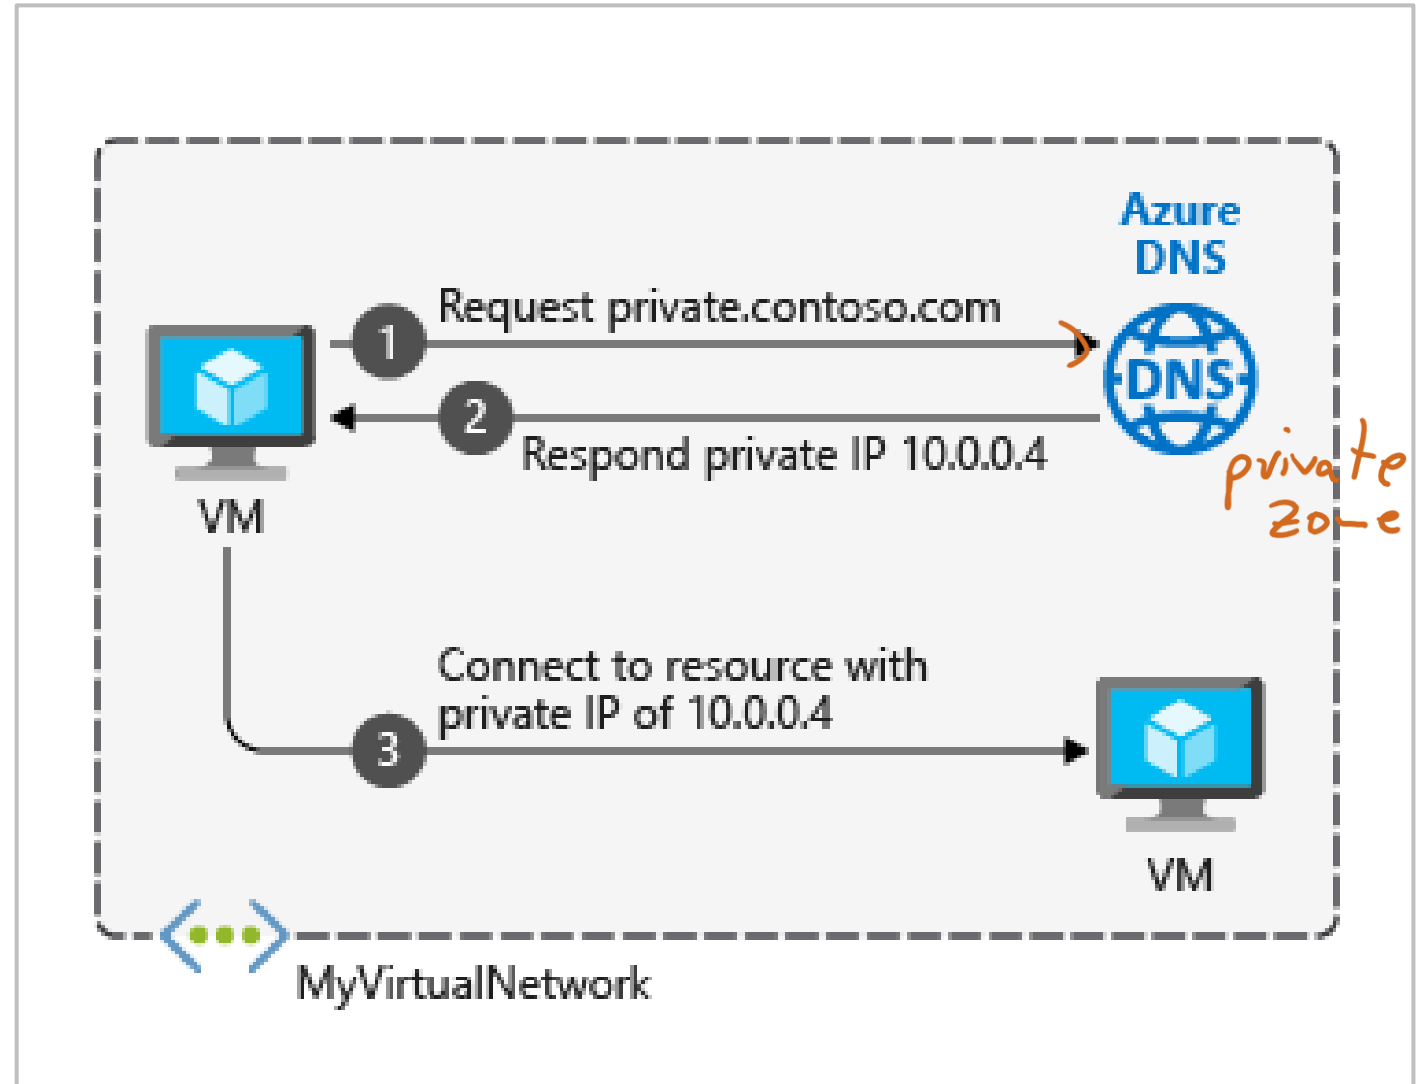 Azure
DNS
Request private.contoso.com
1
DNS
2
Respond private IP 10.0.0.4
private
zone
VM
Connect to resource with
private IP of 10.0.0.4
3
VM
MyVirtualNetwork